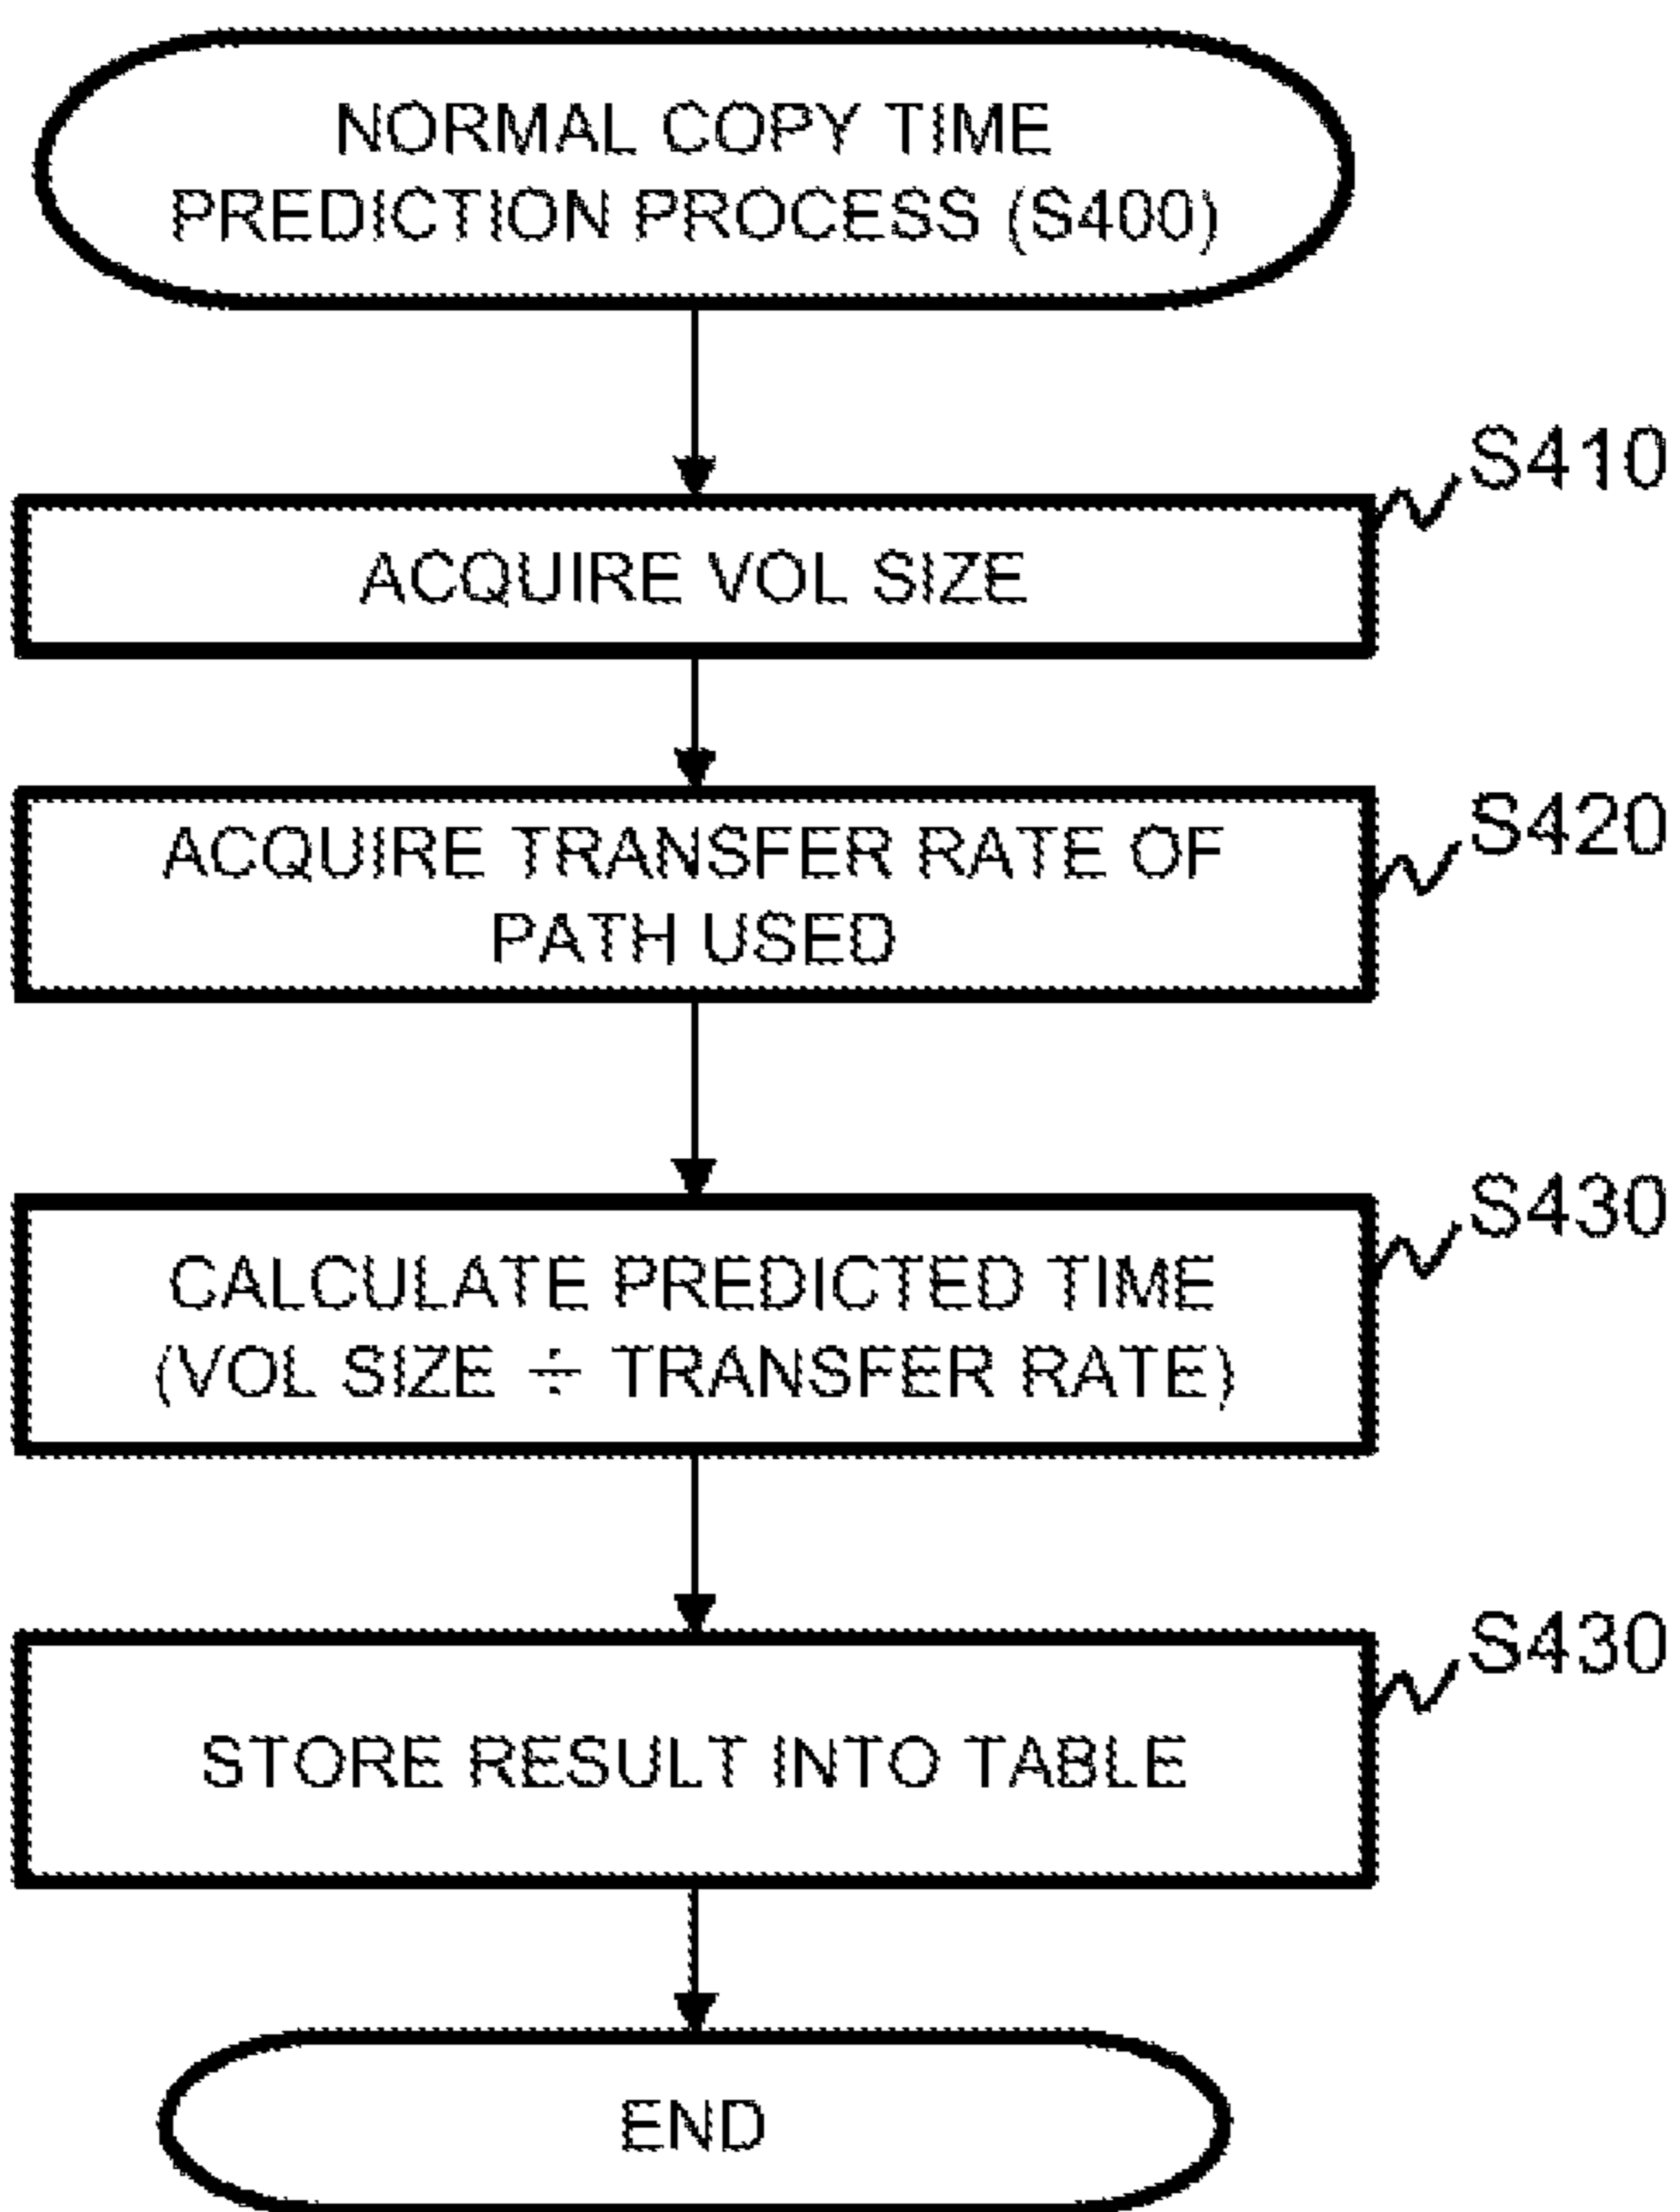 NORMAL COPY TIME
PREDICTION PROCESS (S400)
S410
ACQUIRE VOL SIZE
S420
ACQUIRE TRANSFER RATE OF
PATH USED
S430
CALCULATE PREDICTED TIME
(VOL SIZE ÷ TRANSFER RATE)
S430
STORE RESULT INTO TABLE
END